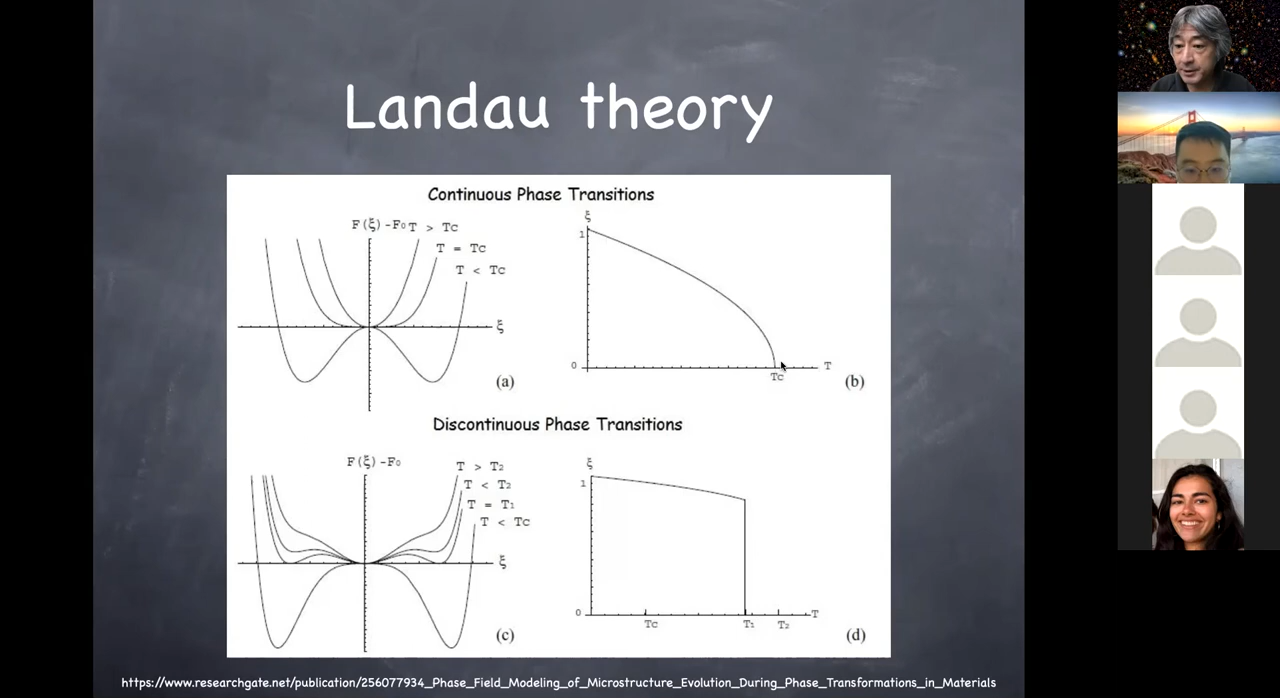 Landau theory
Continuous Phase Transitions
F(ξ)-F₀ T > Tc
T = Tc
T < Tc
ξ
(a)
ξ
1
0
Tc
T
(b)
Discontinuous Phase Transitions
F(ξ)-F₀
T > T₂
T < T₂
T = T₁
T < Tc
ξ
(c)
ξ
1
0
Tc
T₁
T₂
T
(d)
https://www.researchgate.net/publication/256077934_Phase_Field_Modeling_of_Microstructure_Evolution_During_Phase_Transformations_in_Materials